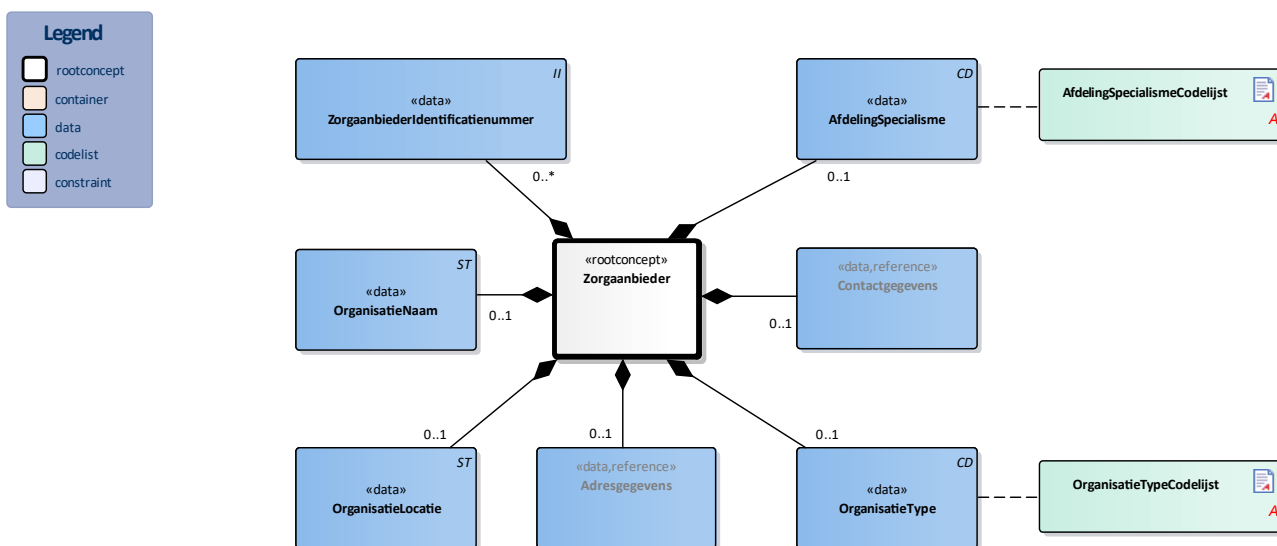 Legend
rootconcept
container
data
codelist
constraint
II
«data»
ZorgaanbiederIdentificatienummer
0..*
CD
«data»
AfdelingSpecialisme
0..1
AfdelingSpecialismeCodelijst
A
ST
«data»
OrganisatieNaam
0..1
«rootconcept»
Zorgaanbieder
«data,reference»
Contactgegevens
0..1
0..1
ST
«data»
OrganisatieLocatie
0..1
«data,reference»
Adresgegevens
0..1
CD
«data»
OrganisatieType
OrganisatieTypeCodelijst
A